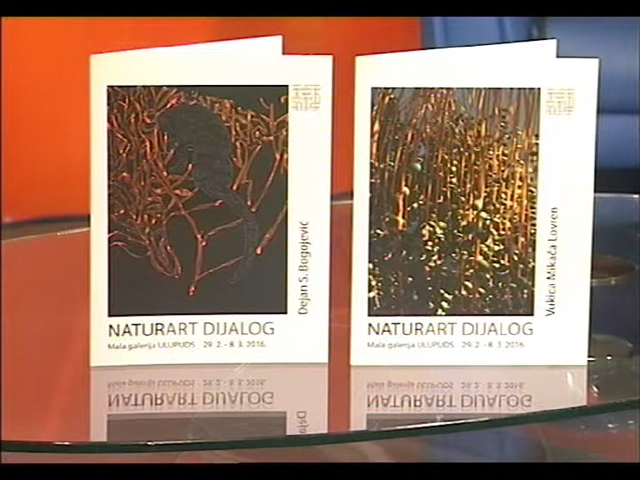 Dejan S. Bogojević
NATURART DIJALOG
Mala galerija ULUPUDS 29. 2. - 8. 3. 2016.
Vukica Mikača Lovren
NATURART DIJALOG
Mala galerija ULUPUDS 29. 2. - 8. 3. 2016.